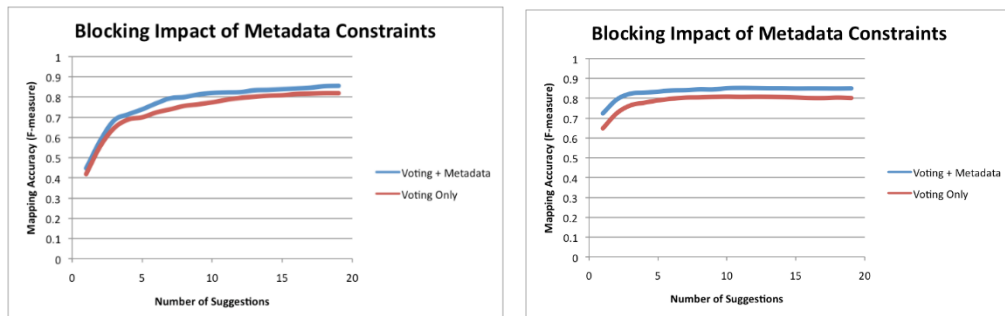 Blocking Impact of Metadata Constraints
Mapping Accuracy (F-measure)
1
0.9
0.8
0.7
0.6
0.5
0.4
0.3
0.2
0.1
0
0 5 10 15 20
Number of Suggestions
Voting + Metadata
Voting Only
Blocking Impact of Metadata Constraints
Mapping Accuracy (F-measure)
1
0.9
0.8
0.7
0.6
0.5
0.4
0.3
0.2
0.1
0
0 5 10 15 20
Number of Suggestions
Voting + Metadata
Voting Only